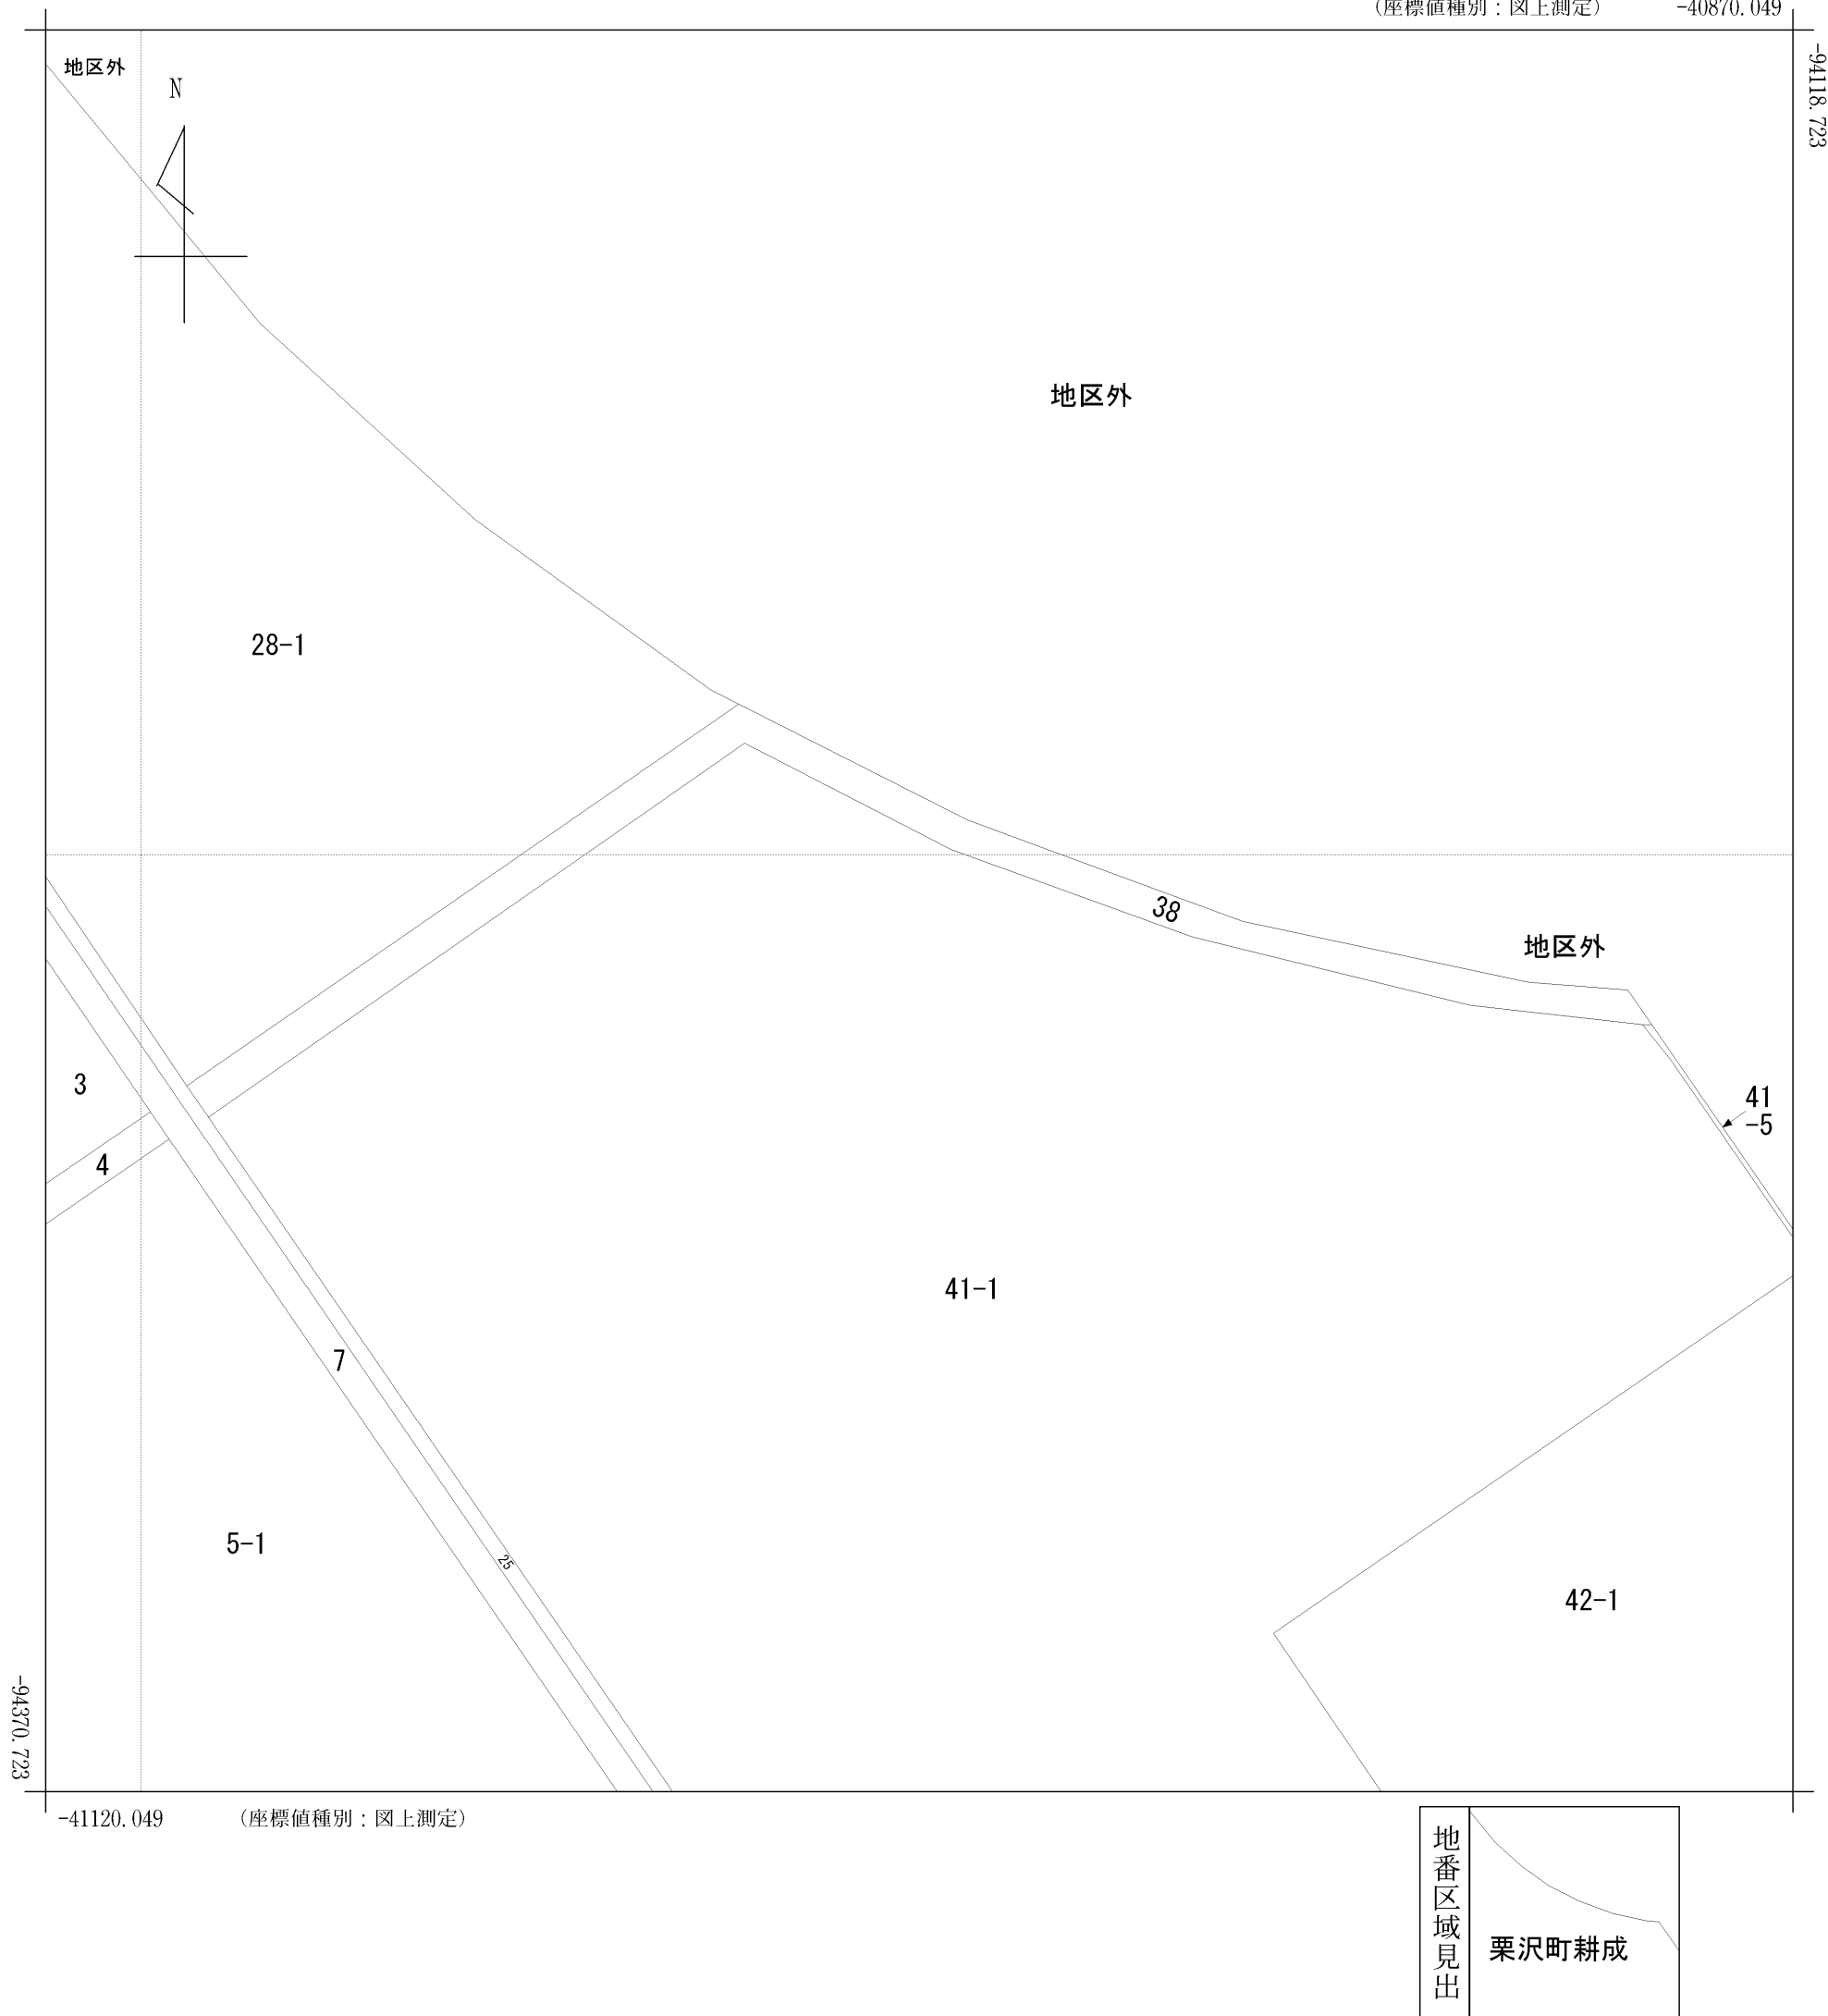 (座標値種別：図上測定) -40870.049
-94118.723
地区外
N
地区外
28-1
38
地区外
3
41
-5
4
41-1
7
5-1
25
42-1
-94370.723
-41120.049 (座標値種別：図上測定)
地番区域見出
栗沢町耕成